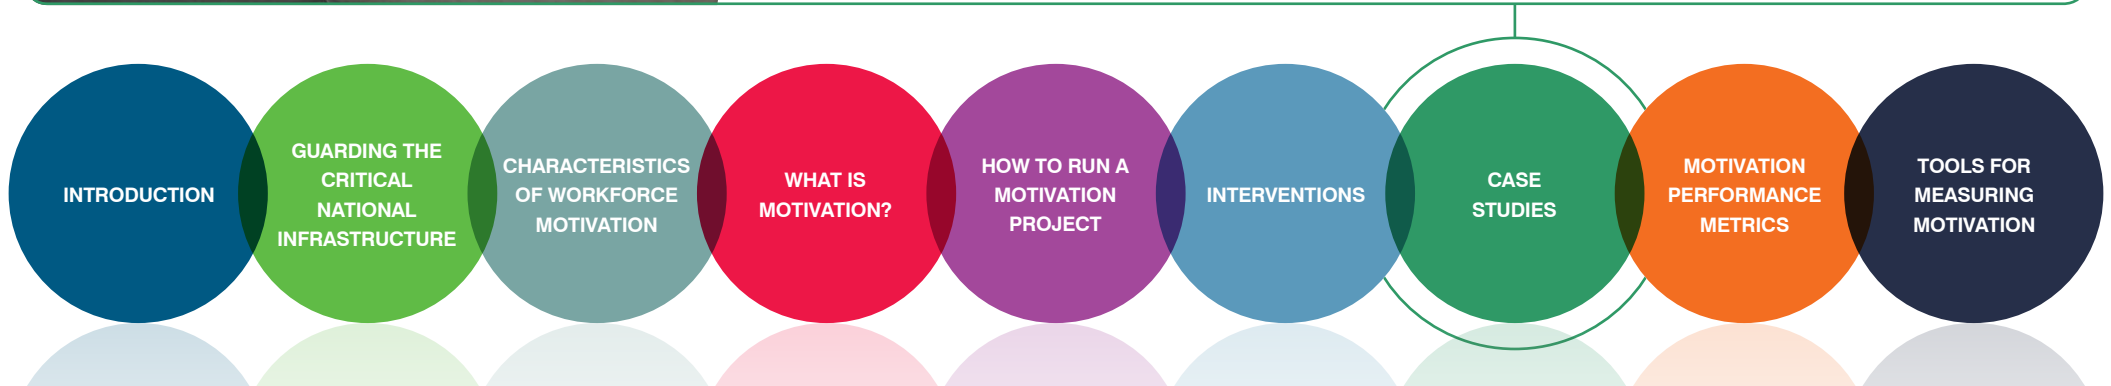 INTRODUCTION
GUARDING THE
CRITICAL
NATIONAL
INFRASTRUCTURE
CHARACTERISTICS
OF WORKFORCE
MOTIVATION
WHAT IS
MOTIVATION?
HOW TO RUN A
MOTIVATION
PROJECT
INTERVENTIONS
CASE
STUDIES
MOTIVATION
PERFORMANCE
METRICS
TOOLS FOR
MEASURING
MOTIVATION